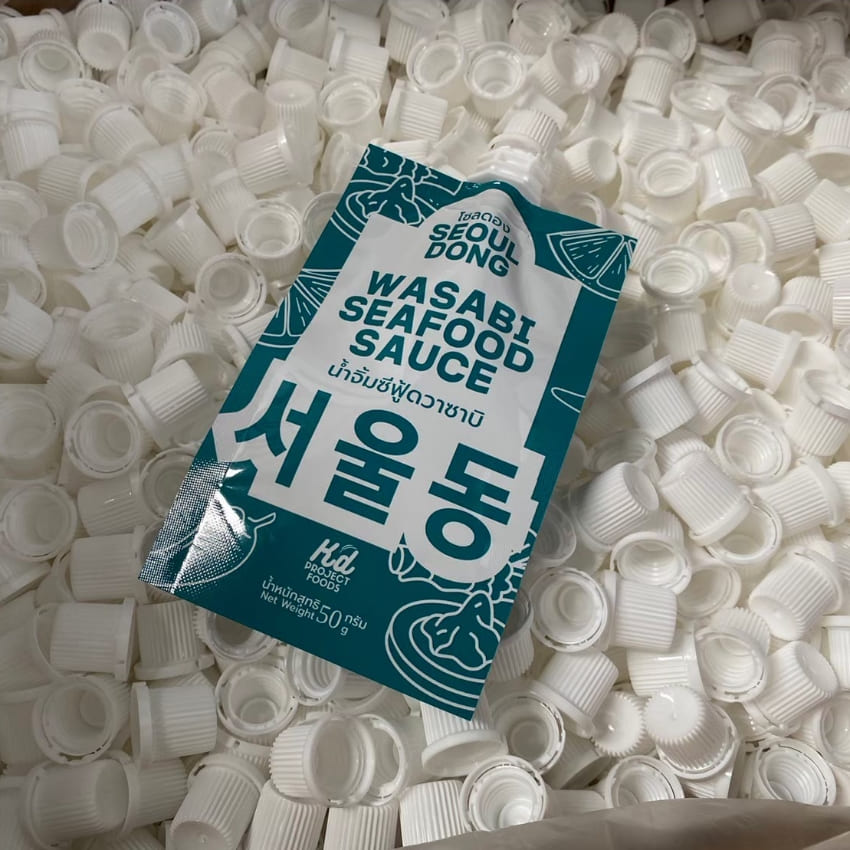 โซลดอง
SEOUL
DONG
WASABI
SEAFOOD
SAUCE
น้ำจิ้มซีฟู้ดวาซาบิ
서울동
Kd
PROJECT
FOODS
น้ำหนักสุทธิ 50 กรัม
Net Weight 50 g